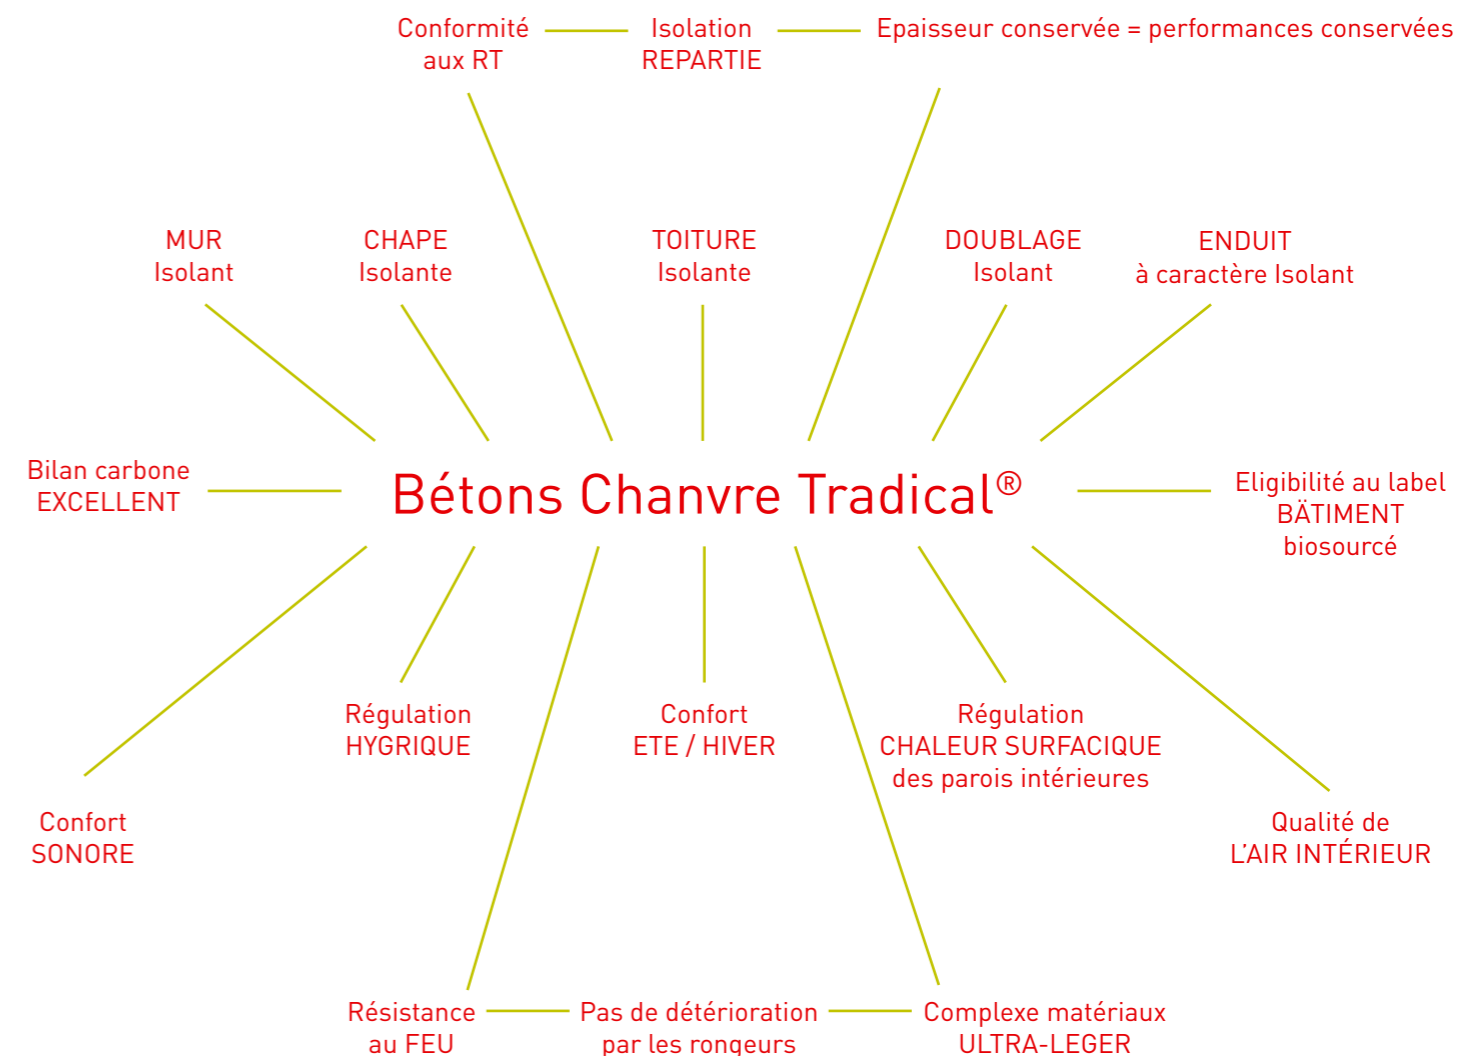 Conformité
aux RT
Isolation
REPARTIE
Epaisseur conservée = performances conservées
MUR
Isolant
CHAPE
Isolante
TOITURE
Isolante
DOUBLAGE
Isolant
ENDUIT
à caractère Isolant
Bilan carbone
EXCELLENT
Bétons Chanvre Tradical®
Eligibilité au label
BÄTIMENT
biosourcé
Régulation
HYGRIQUE
Confort
ETE / HIVER
Régulation
CHALEUR SURFACIQUE
des parois intérieures
Confort
SONORE
Qualité de
L'AIR INTÉRIEUR
Résistance
au FEU
Pas de détérioration
par les rongeurs
Complexe matériaux
ULTRA-LEGER